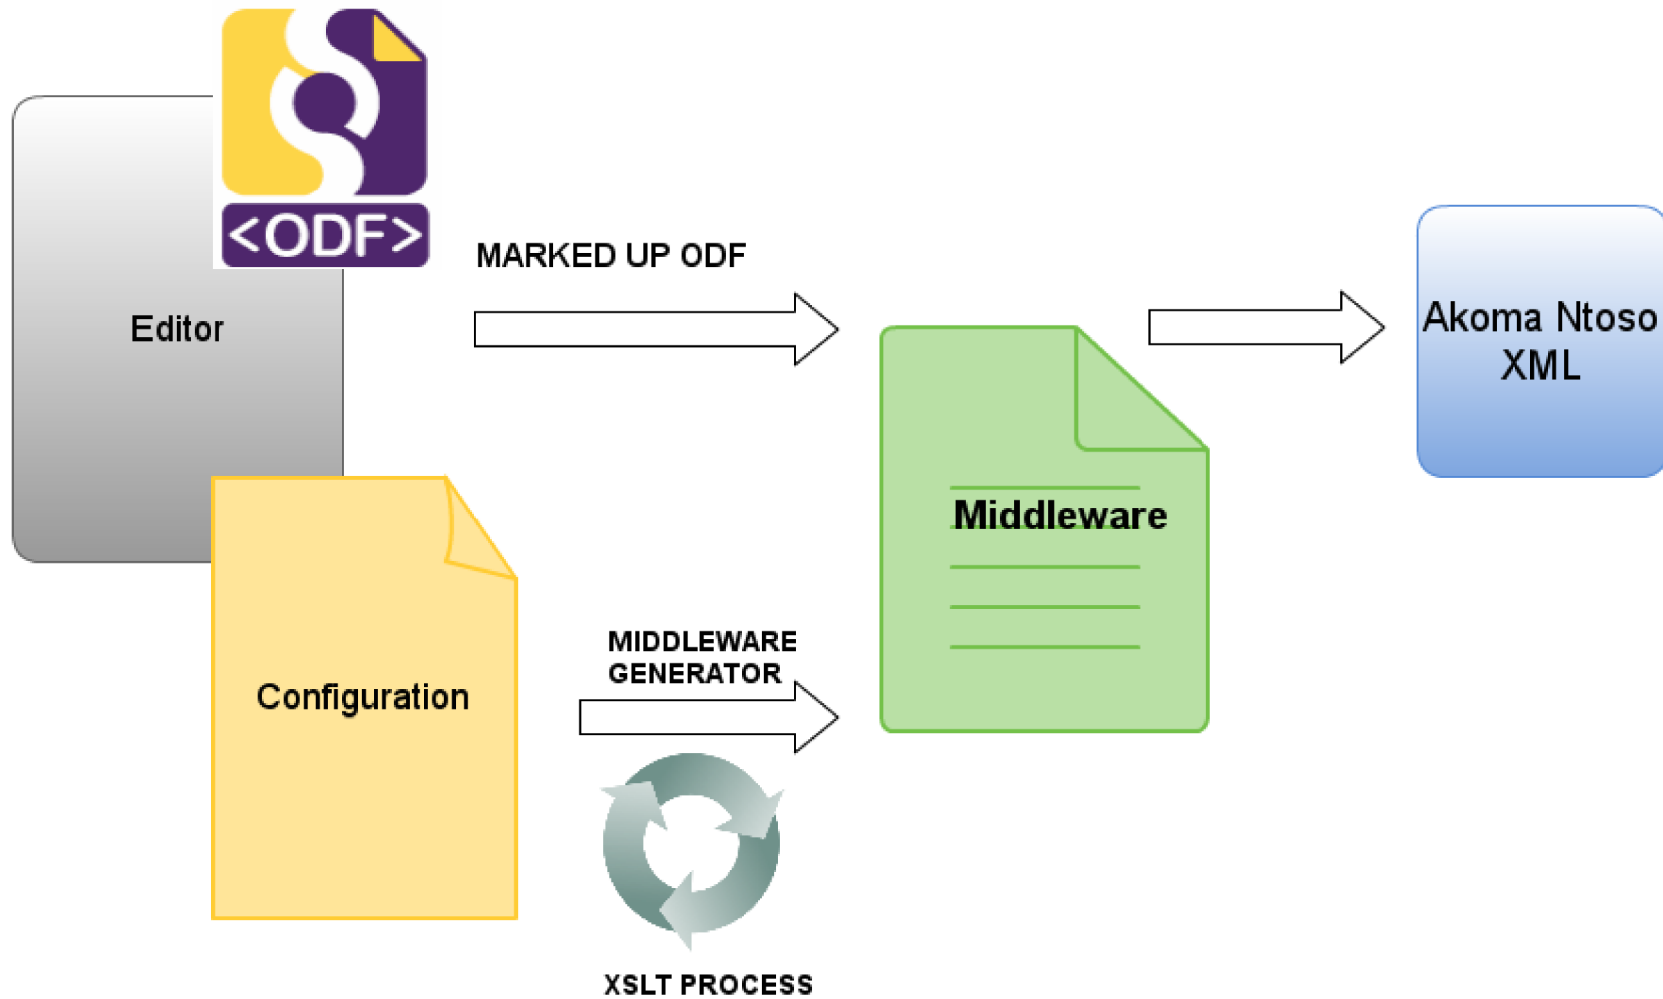 <ODF>
MARKED UP ODF
Editor
Akoma Ntoso
XML
Middleware
Configuration
MIDDLEWARE
GENERATOR
XSLT PROCESS